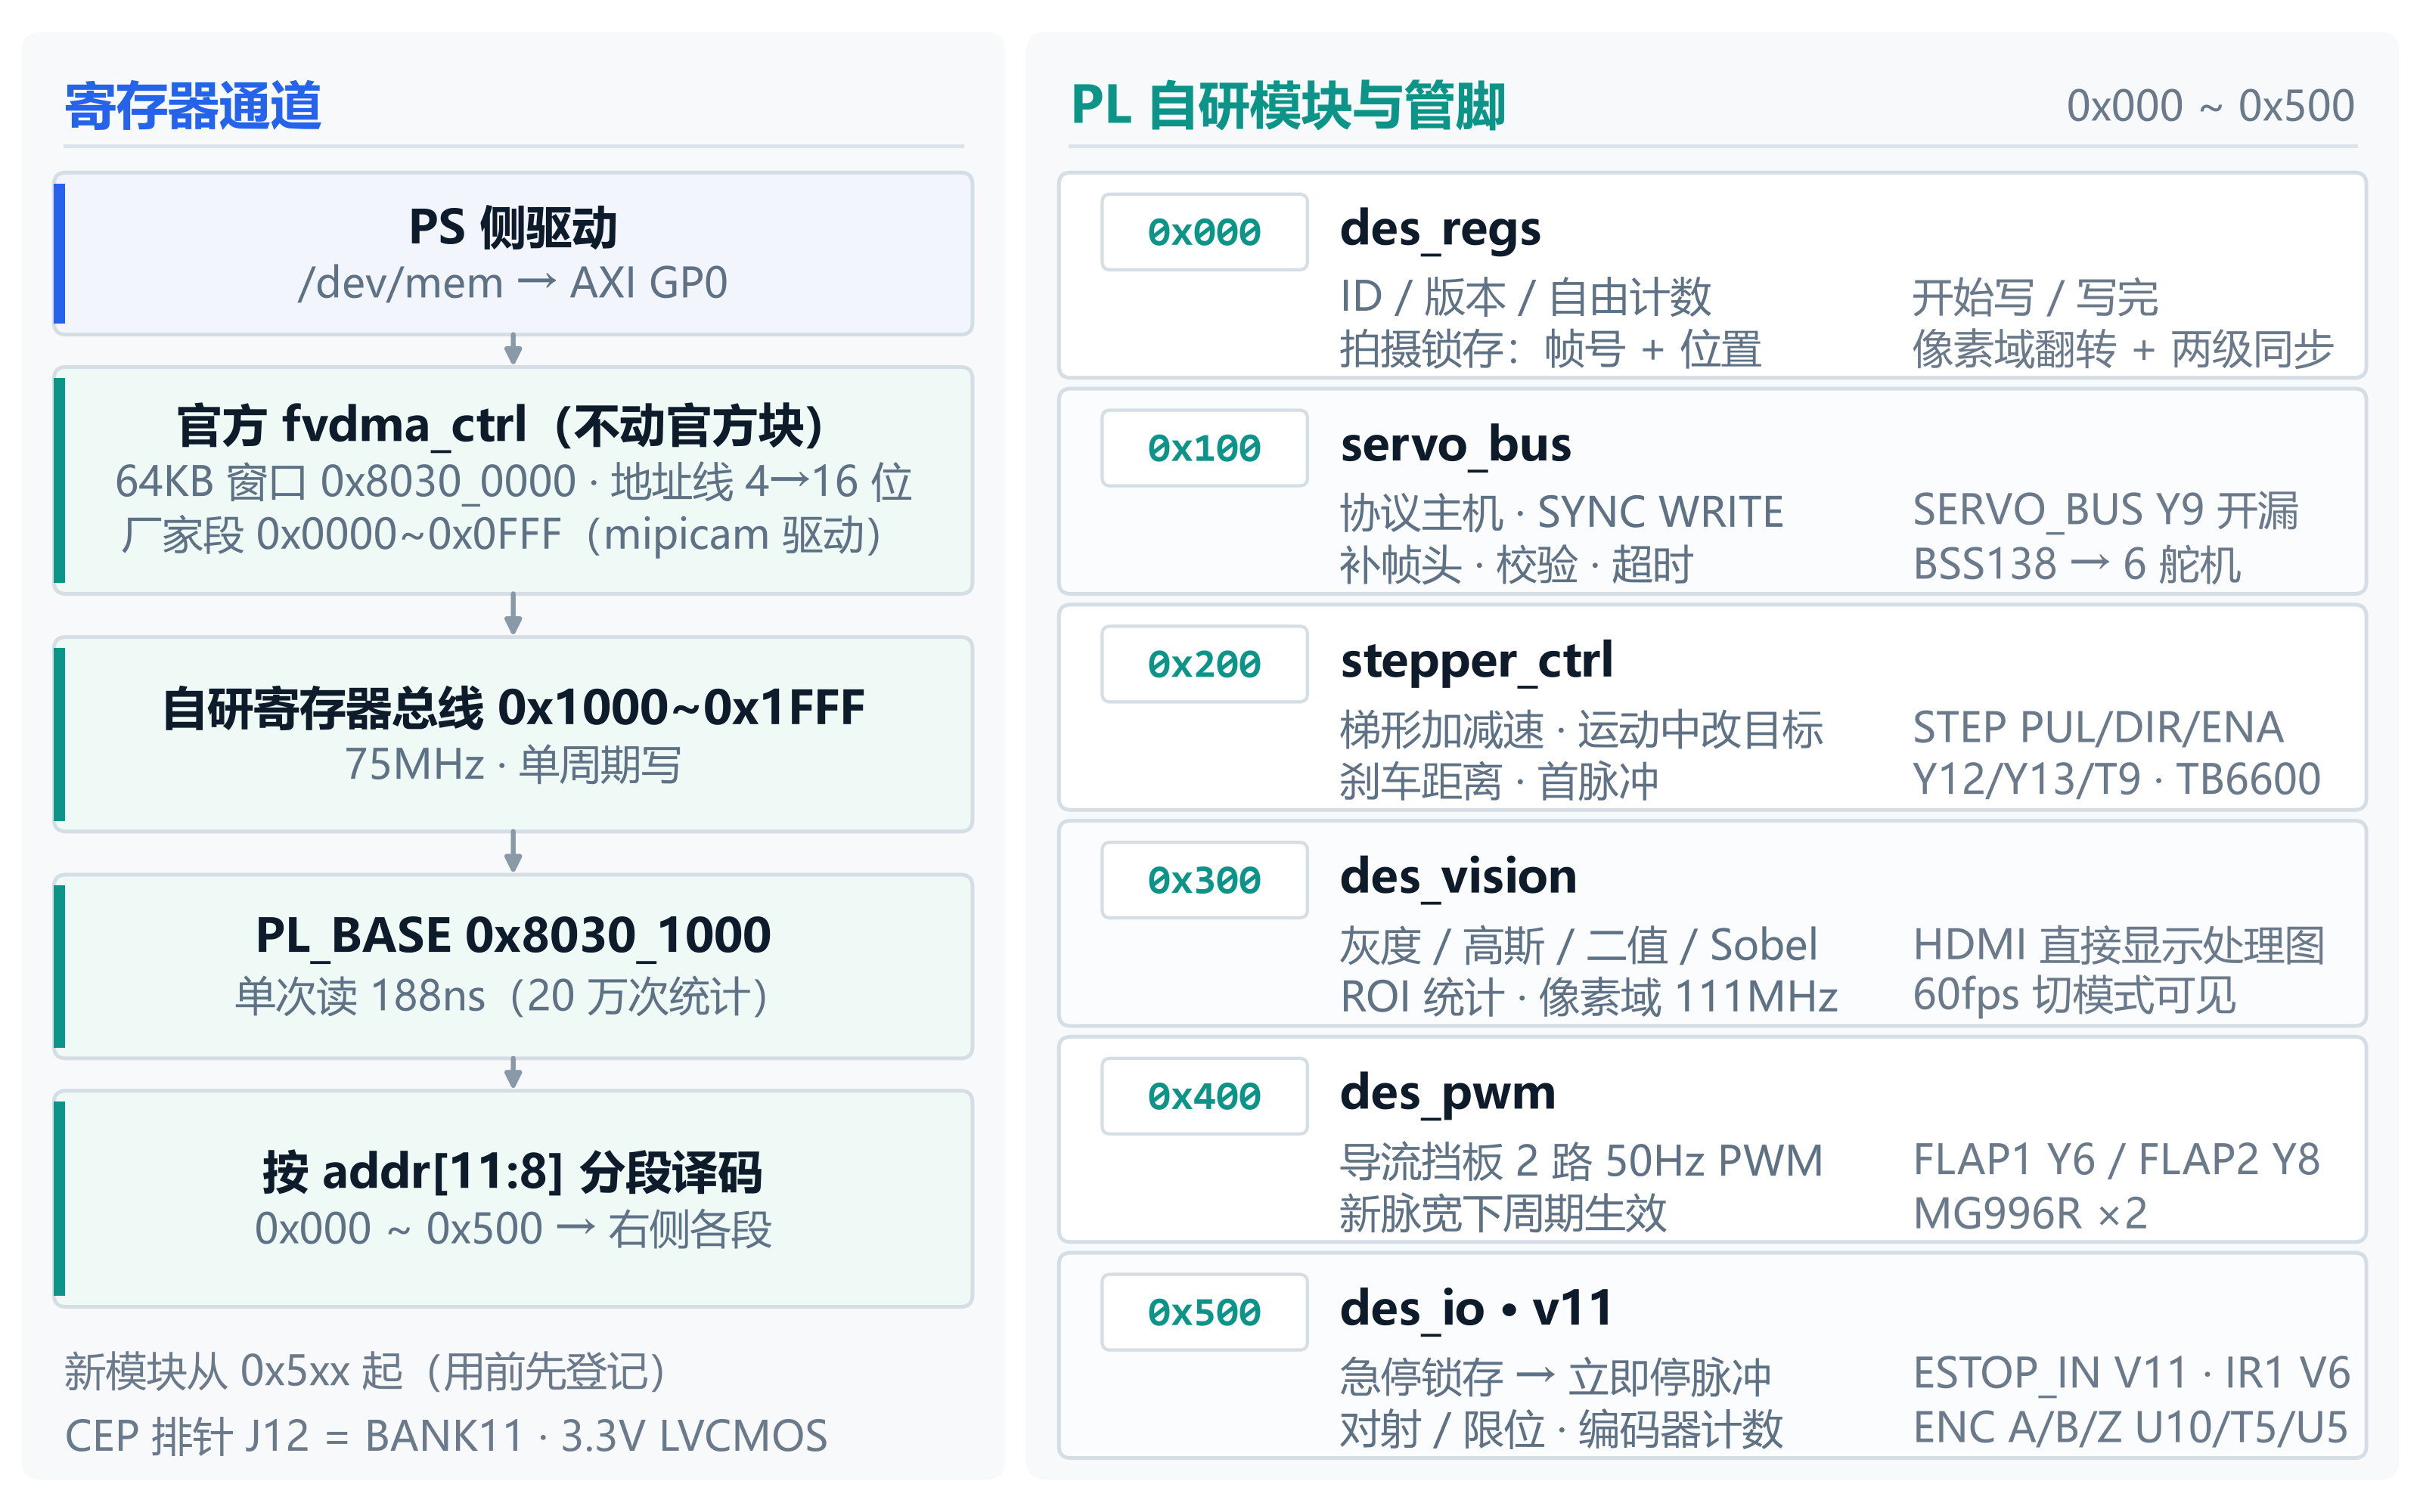 寄存器通道
PS 侧驱动
/dev/mem → AXI GP0
官方 fvdma_ctrl（不动官方块）
64KB 窗口 0x8030_0000 · 地址线 4→16 位
厂家段 0x0000~0x0FFF（mipicam 驱动）
自研寄存器总线 0x1000~0x1FFF
75MHz · 单周期写
PL_BASE 0x8030_1000
单次读 188ns（20 万次统计）
按 addr[11:8] 分段译码
0x000 ~ 0x500 → 右侧各段
新模块从 0x5xx 起（用前先登记）
CEP 排针 J12 = BANK11 · 3.3V LVCMOS
PL 自研模块与管脚
0x000 ~ 0x500
0x000
des_regs
ID / 版本 / 自由计数
拍摄锁存：帧号 + 位置
开始写 / 写完
像素域翻转 + 两级同步
0x100
servo_bus
协议主机 · SYNC WRITE
补帧头 · 校验 · 超时
SERVO_BUS Y9 开漏
BSS138 → 6 舵机
0x200
stepper_ctrl
梯形加减速 · 运动中改目标
刹车距离 · 首脉冲
STEP PUL/DIR/ENA
Y12/Y13/T9 · TB6600
0x300
des_vision
灰度 / 高斯 / 二值 / Sobel
ROI 统计 · 像素域 111MHz
HDMI 直接显示处理图
60fps 切模式可见
0x400
des_pwm
导流挡板 2 路 50Hz PWM
新脉宽下周期生效
FLAP1 Y6 / FLAP2 Y8
MG996R ×2
0x500
des_io • v11
急停锁存 → 立即停脉冲
对射 / 限位 · 编码器计数
ESTOP_IN V11 · IR1 V6
ENC A/B/Z U10/T5/U5